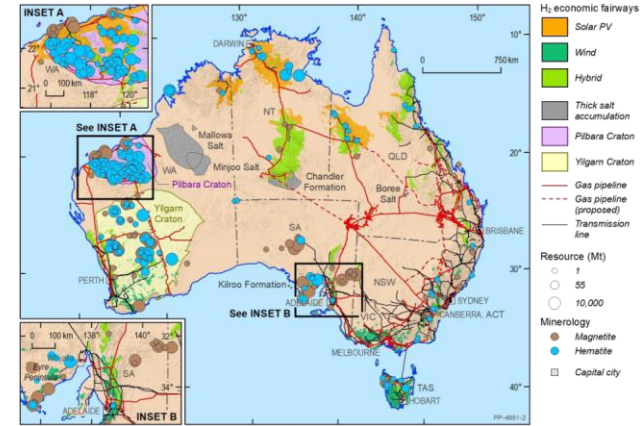 INSET A
22°
WA
21°
0 100 km
118° 120°
130° 140° 150°
10°
20°
30°
40°
DARWIN
0 750 km
NT
See INSET A
Mallowa
Salt
WA
Minjoo Salt
Pilbara Craton
Chandler
Formation
QLD
Boree
Salt
Yilgarn
Craton
SA
BRISBANE
PERTH
Kilroo Formation
ADELAIDE
See INSET B
NSW
SYDNEY
CANBERRA, ACT
VIC
MELBOURNE
TAS
HOBART
PP-4651-2
0 100 km 138° 140° 32°
Whyalla
Eyre
Peninsula
SA
34°
ADELAIDE
INSET B
H₂ economic fairways
Solar PV
Wind
Hybrid
Thick salt
accumulation
Pilbara Craton
Yilgarn Craton
Gas pipeline
Gas pipeline
(proposed)
Transmission
line
Resource (Mt)
1
55
10,000
Minerology
Magnetite
Hematite
Capital city